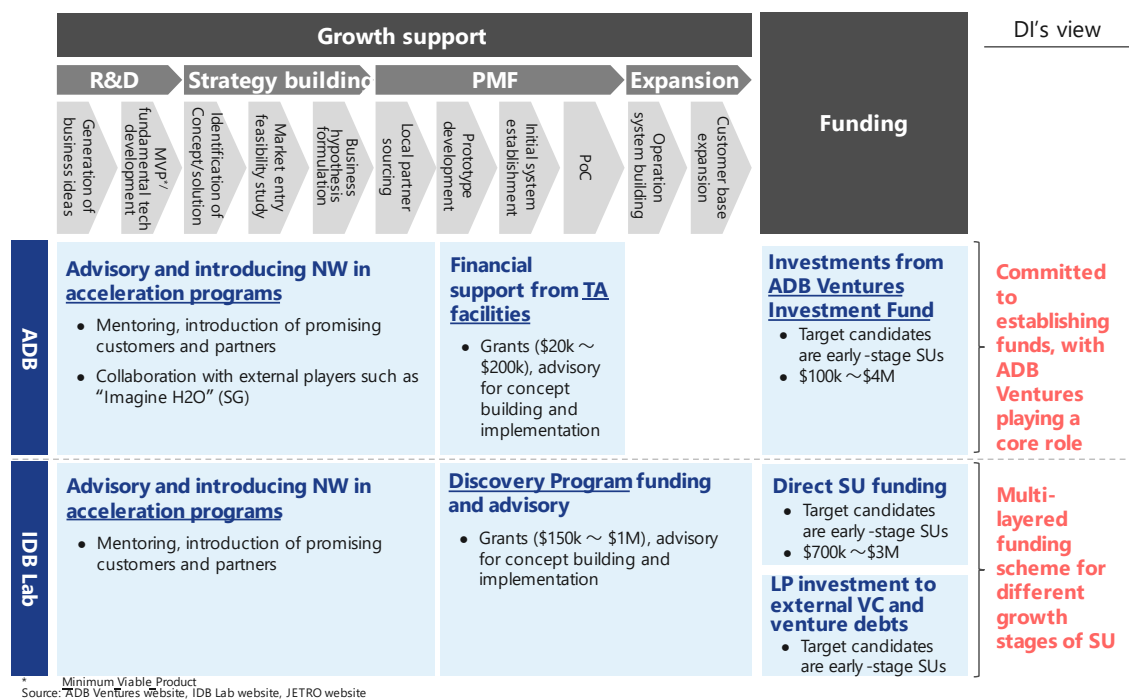 Growth support
Funding
DI's view
R&D
Strategy building
PMF
Expansion
Generation of
business ideas
MVP*/
fundamental tech
development
Identification of
Concept/solution
Market entry
feasibility study
Business
hypothesis
formulation
Local partner
sourcing
Prototype
development
Initial system
establishment
PoC
Operation
system building
Customer base
expansion
ADB
Advisory and introducing NW in
acceleration programs
● Mentoring, introduction of promising
customers and partners
● Collaboration with external players such as
"Imagine H2O" (SG)
Financial
support from TA
facilities
● Grants ($20k ～
$200k), advisory
for concept
building and
implementation
Investments from
ADB Ventures
Investment Fund
● Target candidates
are early -stage SUs
● $100k ～$4M
Committed
to
establishing
funds, with
ADB
Ventures
playing a
core role
IDB Lab
Advisory and introducing NW in
acceleration programs
● Mentoring, introduction of promising
customers and partners
Discovery Program funding
and advisory
● Grants ($150k ～ $1M), advisory
for concept building and
implementation
Direct SU funding
● Target candidates
are early -stage SUs
● $700k ～$3M
LP investment to
external VC and
venture debts
● Target candidates
are early -stage SUs
Multi-
layered
funding
scheme for
different
growth
stages of SU
* Minimum Viable Product
Source: ADB Ventures website, IDB Lab website, JETRO website